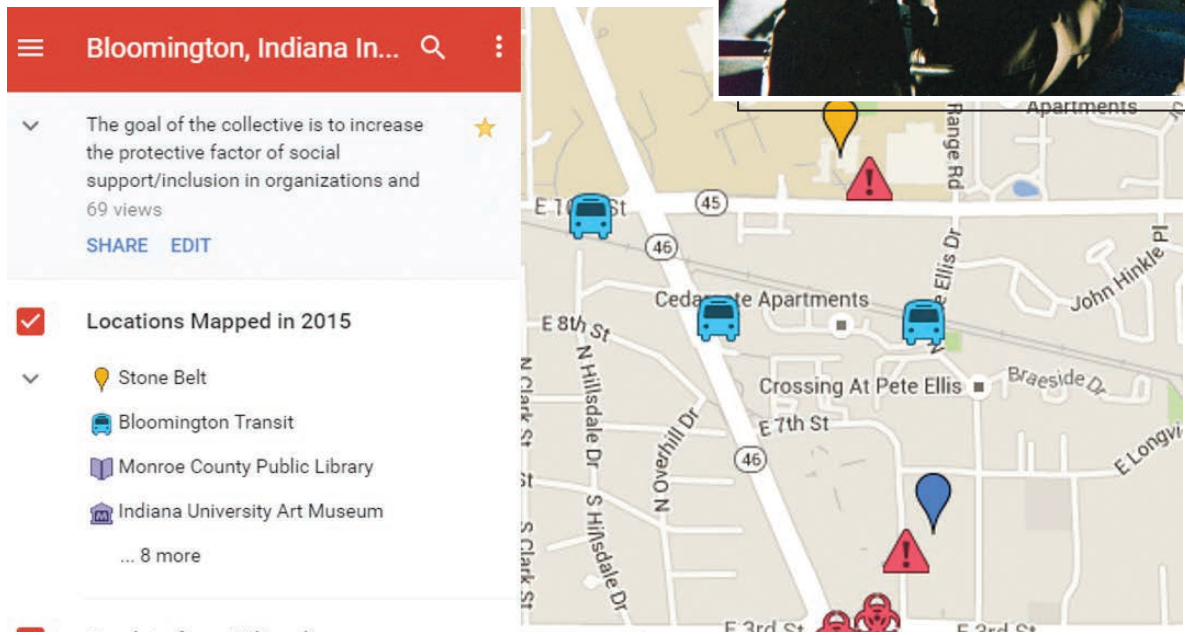 Bloomington, Indiana In...
The goal of the collective is to increase
the protective factor of social
support/inclusion in organizations and
69 views
SHARE EDIT
Locations Mapped in 2015
Stone Belt
Bloomington Transit
Monroe County Public Library
Indiana University Art Museum
... 8 more
Apartments
Range Rd
E St
45
46
Ellis Dr
John Hinkle Pl
Apartments
E 8th St
N Clark St
N Hillsdale Dr
N Overhill Dr
Crossing At Pete Ellis
Braeside Dr
E 7th St
46
S Hillsdale Dr
S Clark St
E 3rd St
E 3rd St